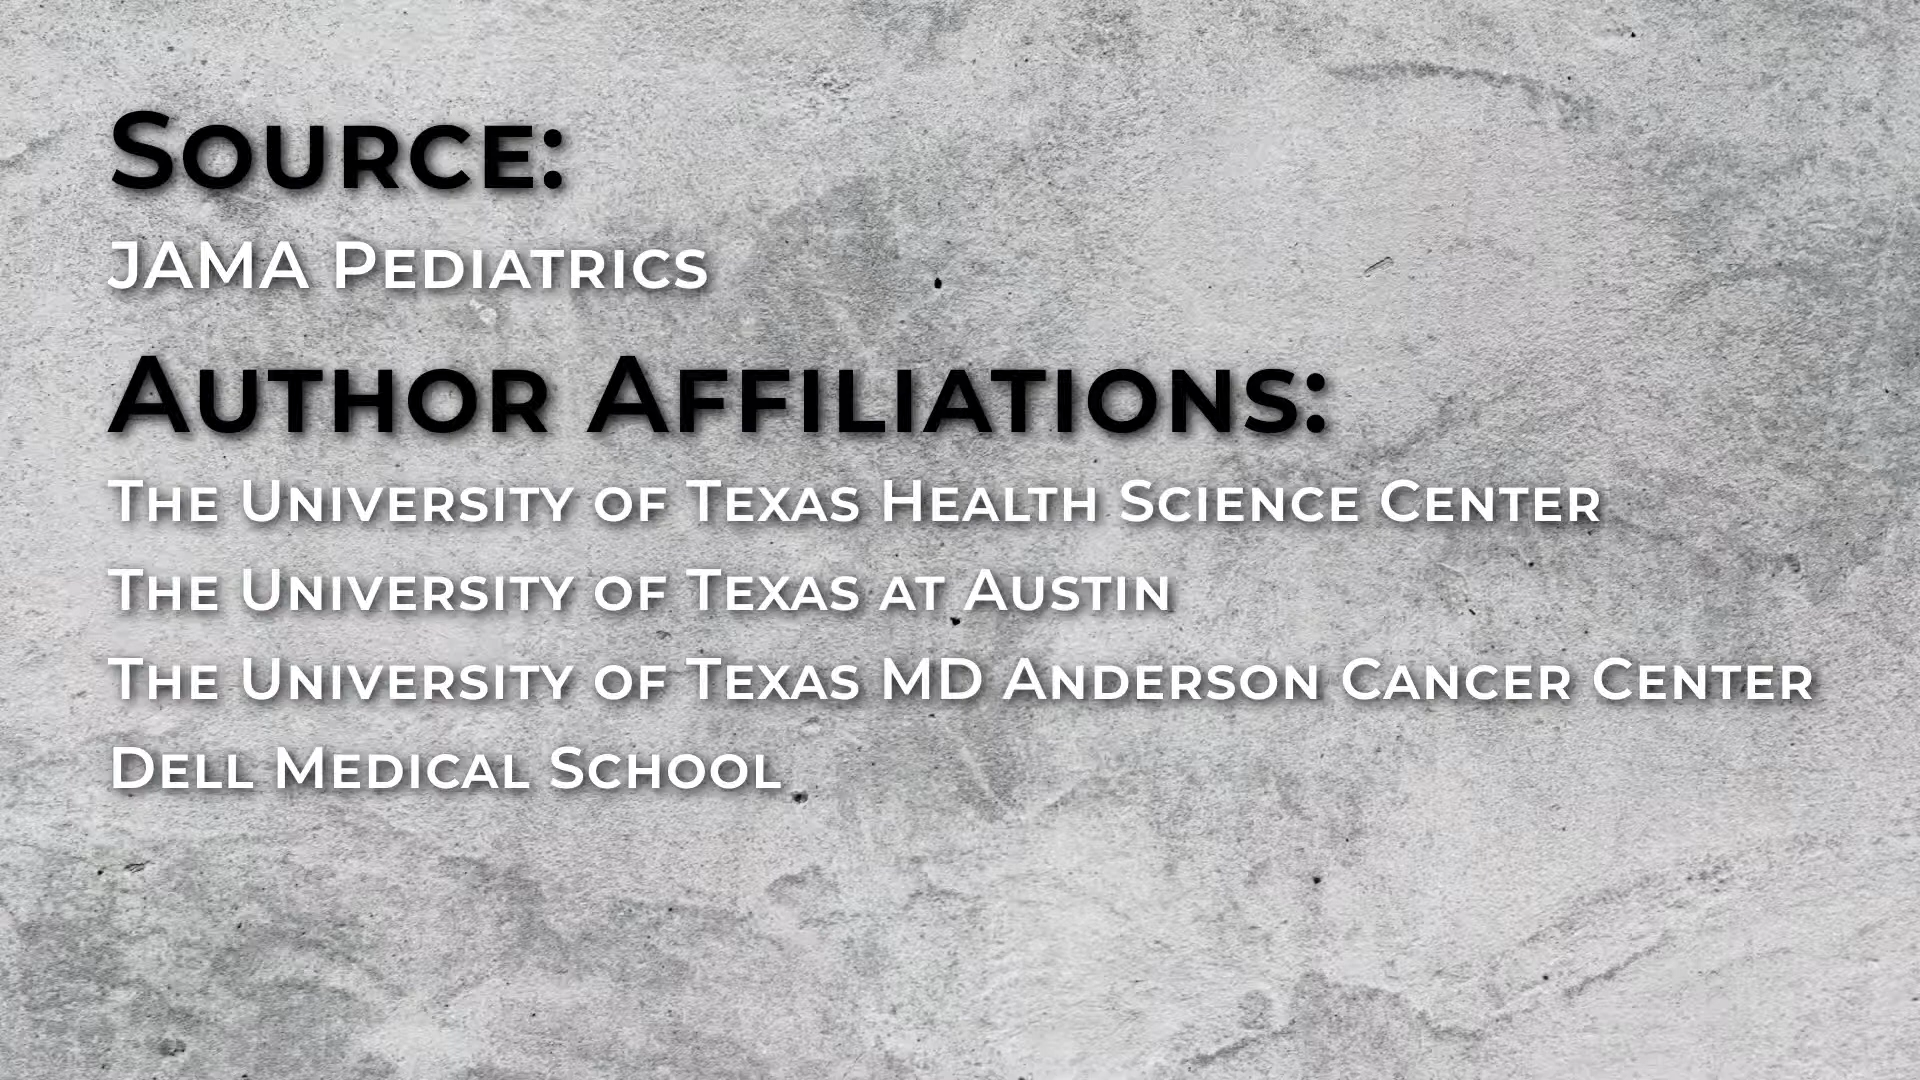 Source:
JAMA Pediatrics
Author Affiliations:
The University of Texas Health Science Center
The University of Texas at Austin
The University of Texas MD Anderson Cancer Center
Dell Medical School